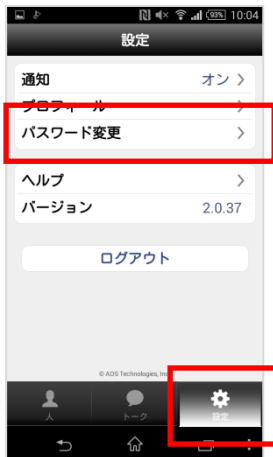 93% 10:04
設定
通知 オン
プロフィール
パスワード変更
ヘルプ
バージョン 2.0.37
ログアウト
© AOS Technologies, Inc
人 トーク 設定